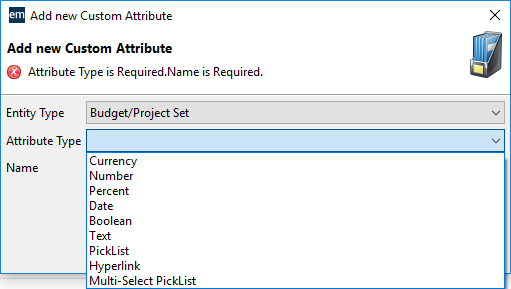 em Add new Custom Attribute
Add new Custom Attribute
Attribute Type is Required.Name is Required.
Entity Type Budget/Project Set
Attribute Type
Name
Currency
Number
Percent
Date
Boolean
Text
PickList
Hyperlink
Multi-Select PickList